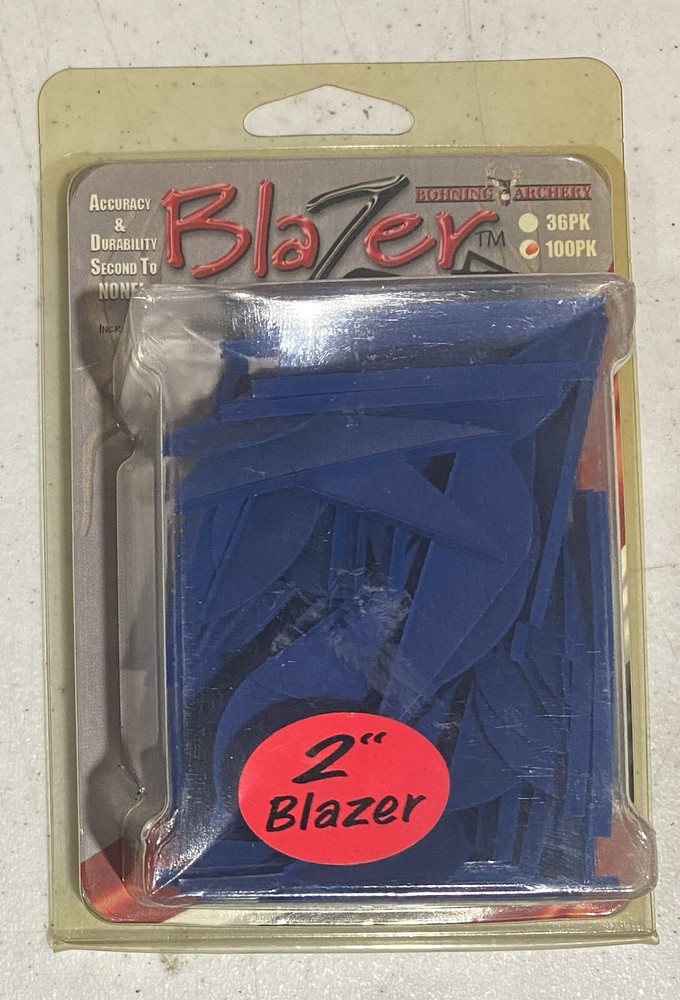 Accuracy
&
Durability
Second To
NONE!
Blazer™
BOHNING ARCHERY
36PK
100PK
2"
Blazer